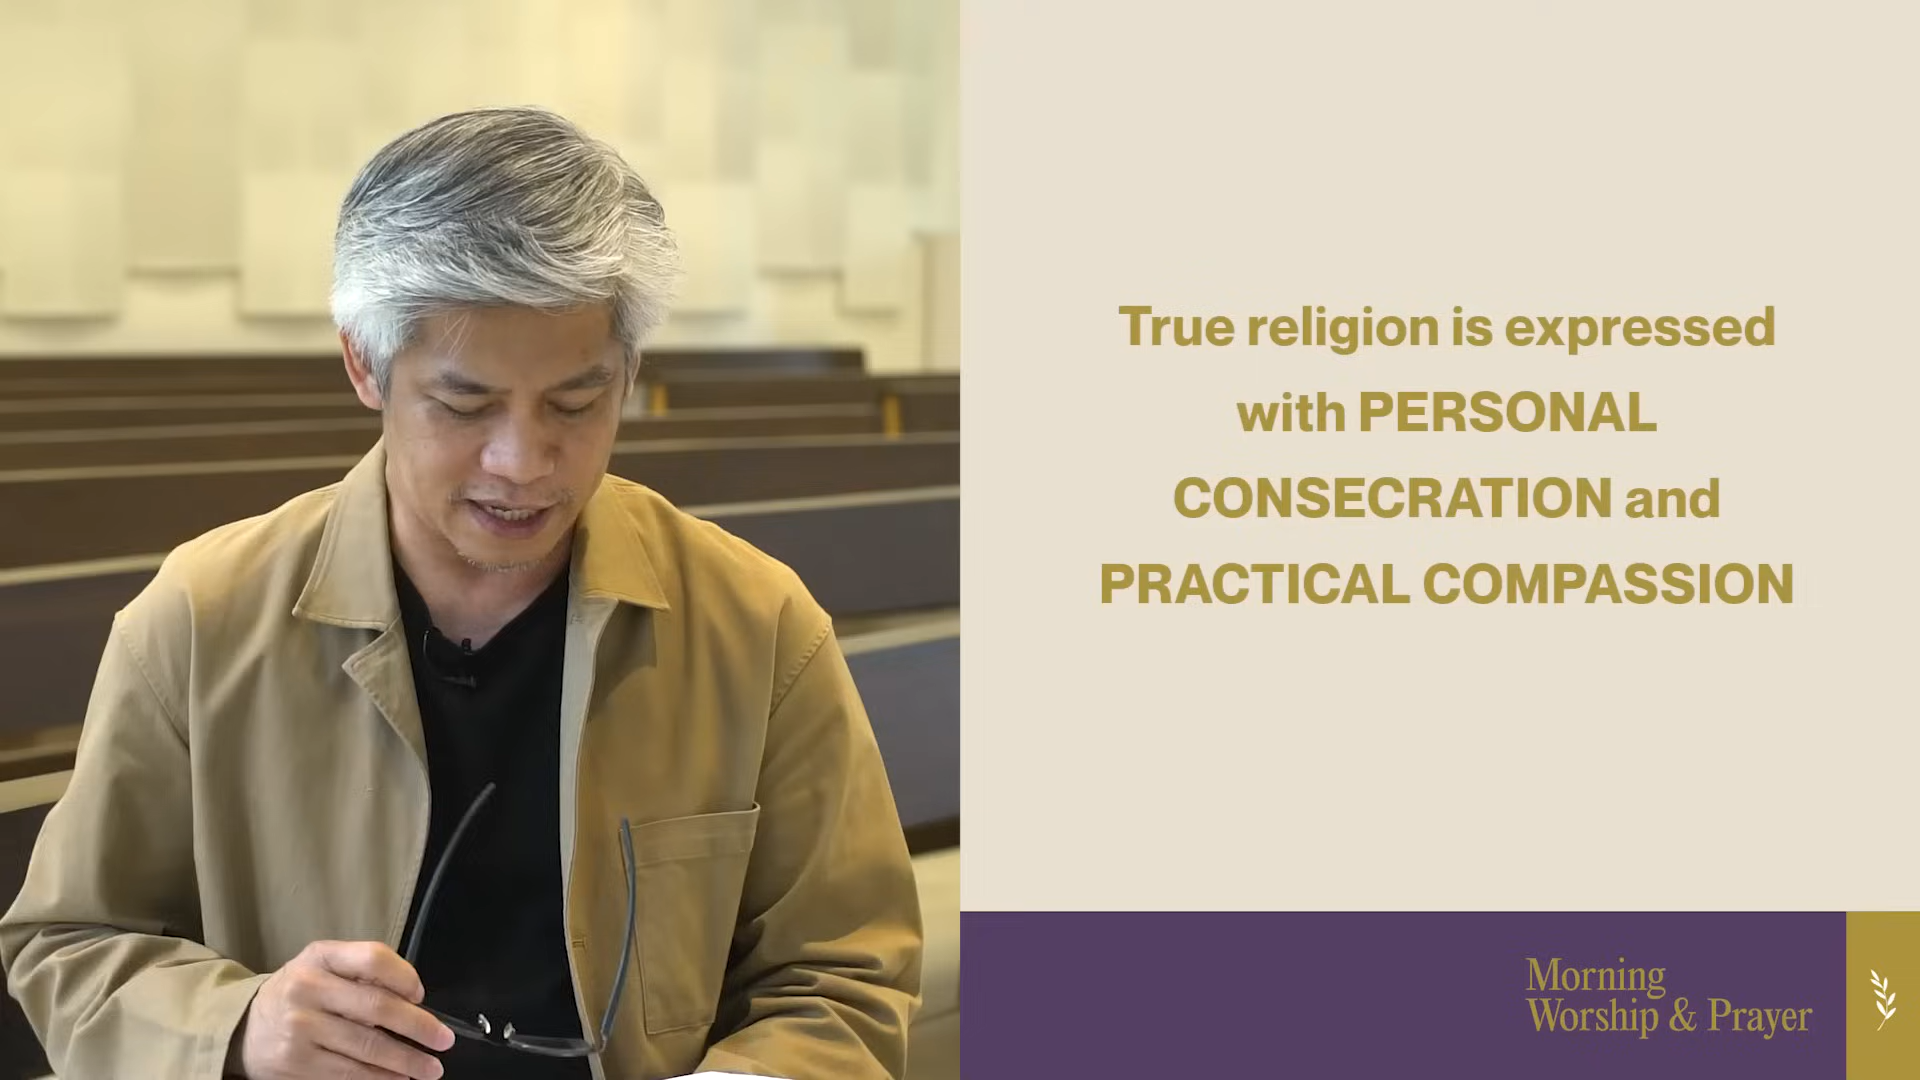 True religion is expressed
with PERSONAL
CONSECRATION and
PRACTICAL COMPASSION
Morning
Worship & Prayer